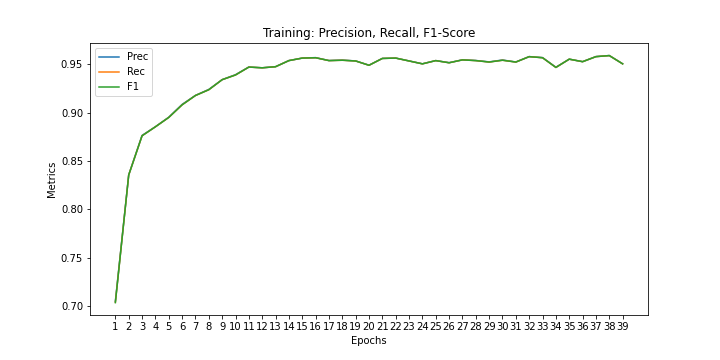 Training: Precision, Recall, F1-Score
Prec
Rec
F1
Metrics
0.95
0.90
0.85
0.80
0.75
0.70
1 2 3 4 5 6 7 8 9 10 11 12 13 14 15 16 17 18 19 20 21 22 23 24 25 26 27 28 29 30 31 32 33 34 35 36 37 38 39
Epochs